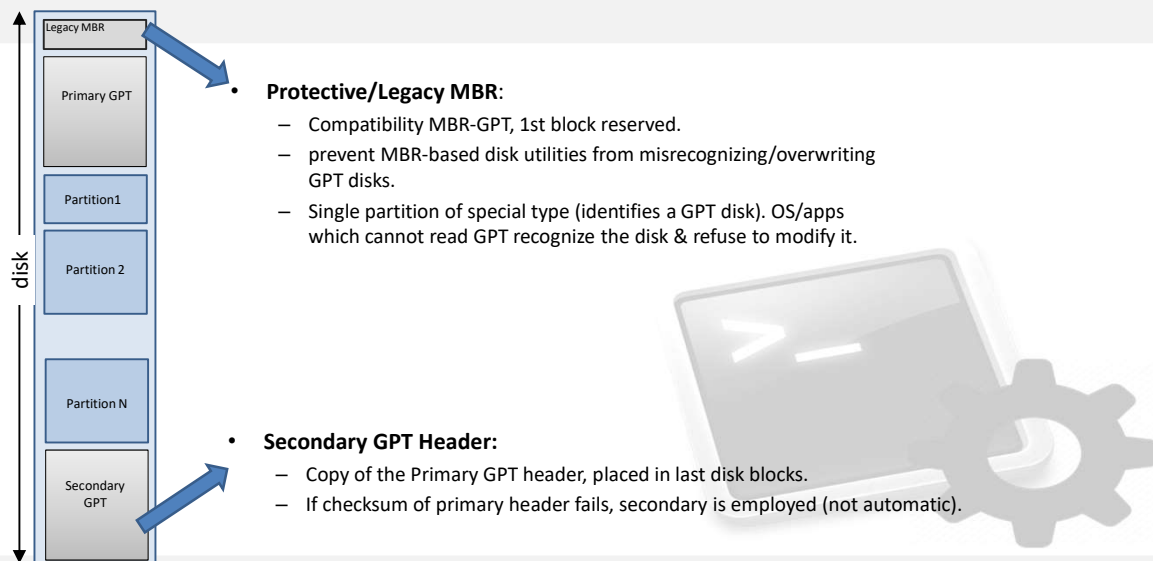 Legacy MBR
Primary GPT
Partition1
Partition 2
Partition N
Secondary
GPT
disk
• Protective/Legacy MBR:
– Compatibility MBR-GPT, 1st block reserved.
– prevent MBR-based disk utilities from misrecognizing/overwriting
GPT disks.
– Single partition of special type (identifies a GPT disk). OS/apps
which cannot read GPT recognize the disk & refuse to modify it.
>_
• Secondary GPT Header:
– Copy of the Primary GPT header, placed in last disk blocks.
– If checksum of primary header fails, secondary is employed (not automatic).